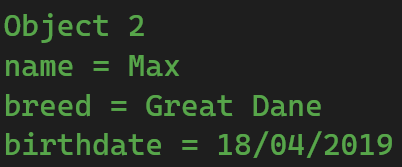 Object 2
name = Max
breed = Great Dane
birthdate = 18/04/2019